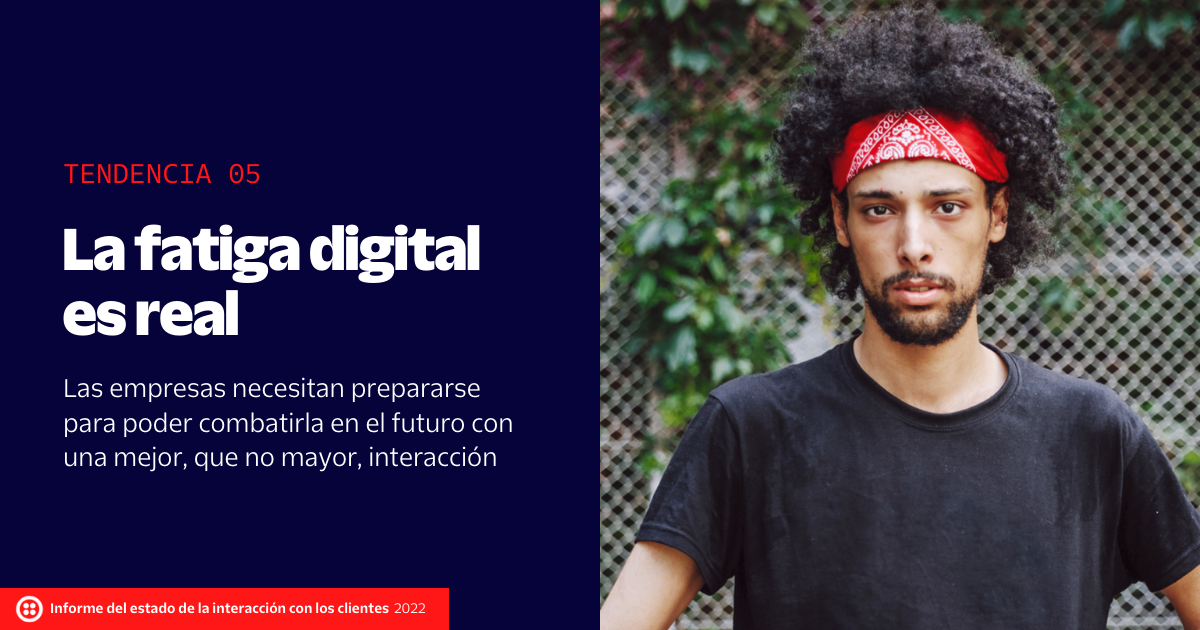 TENDENCIA 05
La fatiga digital
es real
Las empresas necesitan prepararse
para poder combatirla en el futuro con
una mejor, que no mayor, interacción
Informe del estado de la interacción con los clientes 2022